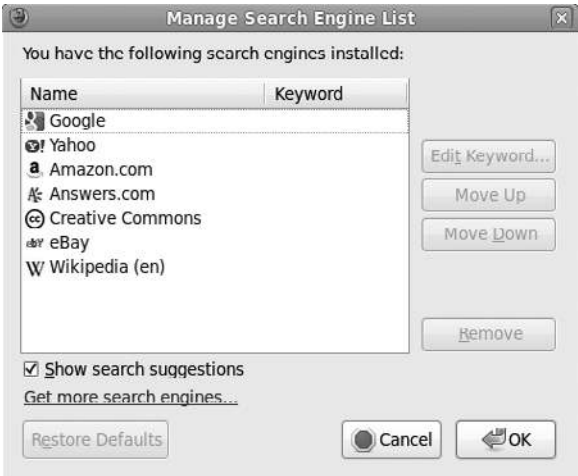 Manage Search Engine List
You have the following search engines installed:
Name Keyword
Google
Yahoo
Amazon.com
Answers.com
Creative Commons
eBay
Wikipedia (en)
Edit Keyword...
Move Up
Move Down
Remove
Show search suggestions
Get more search engines...
Restore Defaults Cancel OK